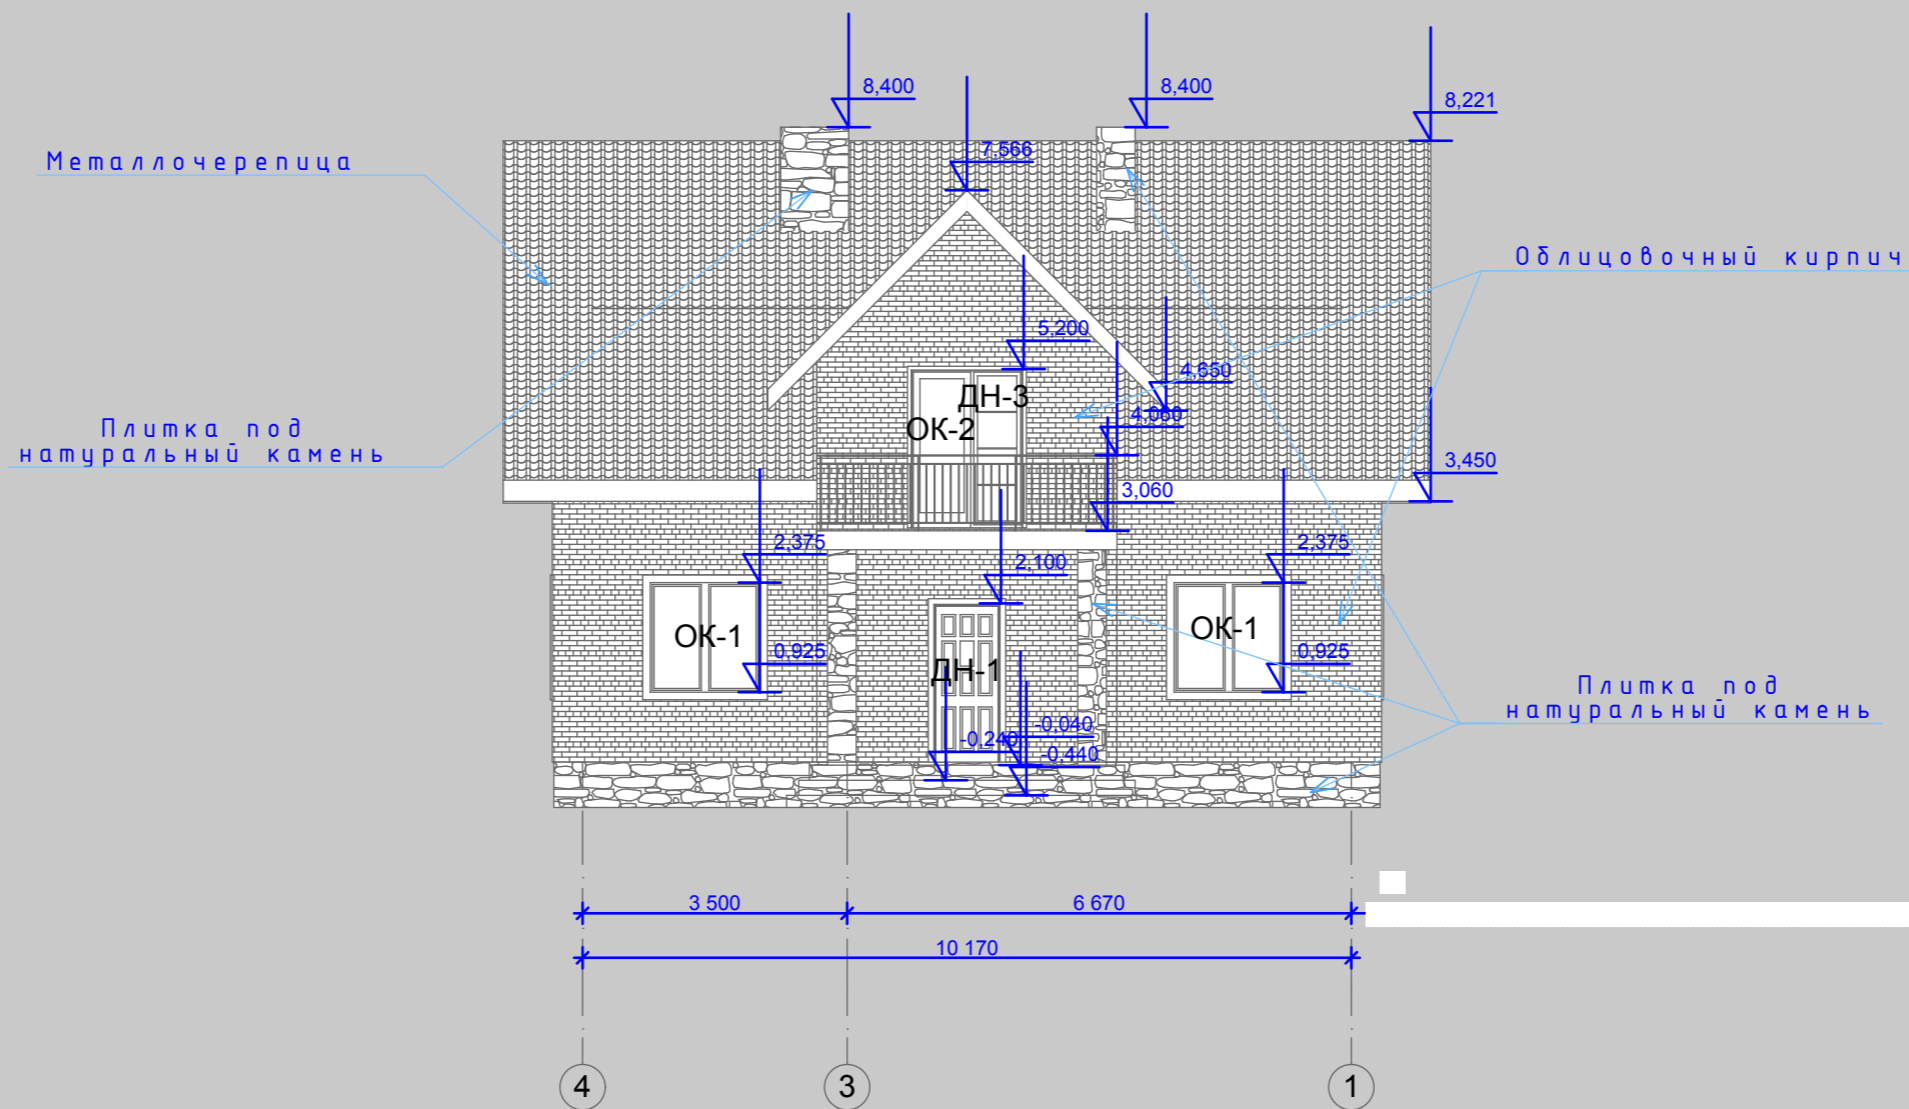 8,400
8,400
8,221
7,566
Металлочерепица
Облицовочный кирпич
5,200
4,650
ДН-3
4,060
ОК-2
Плитка под
натуральный камень
3,450
3,060
2,375
2,375
2,100
ОК-1
ОК-1
0,925
0,925
ДН-1
Плитка под
натуральный камень
-0,040
-0,240
-0,440
3 500
6 670
10 170
4
3
1